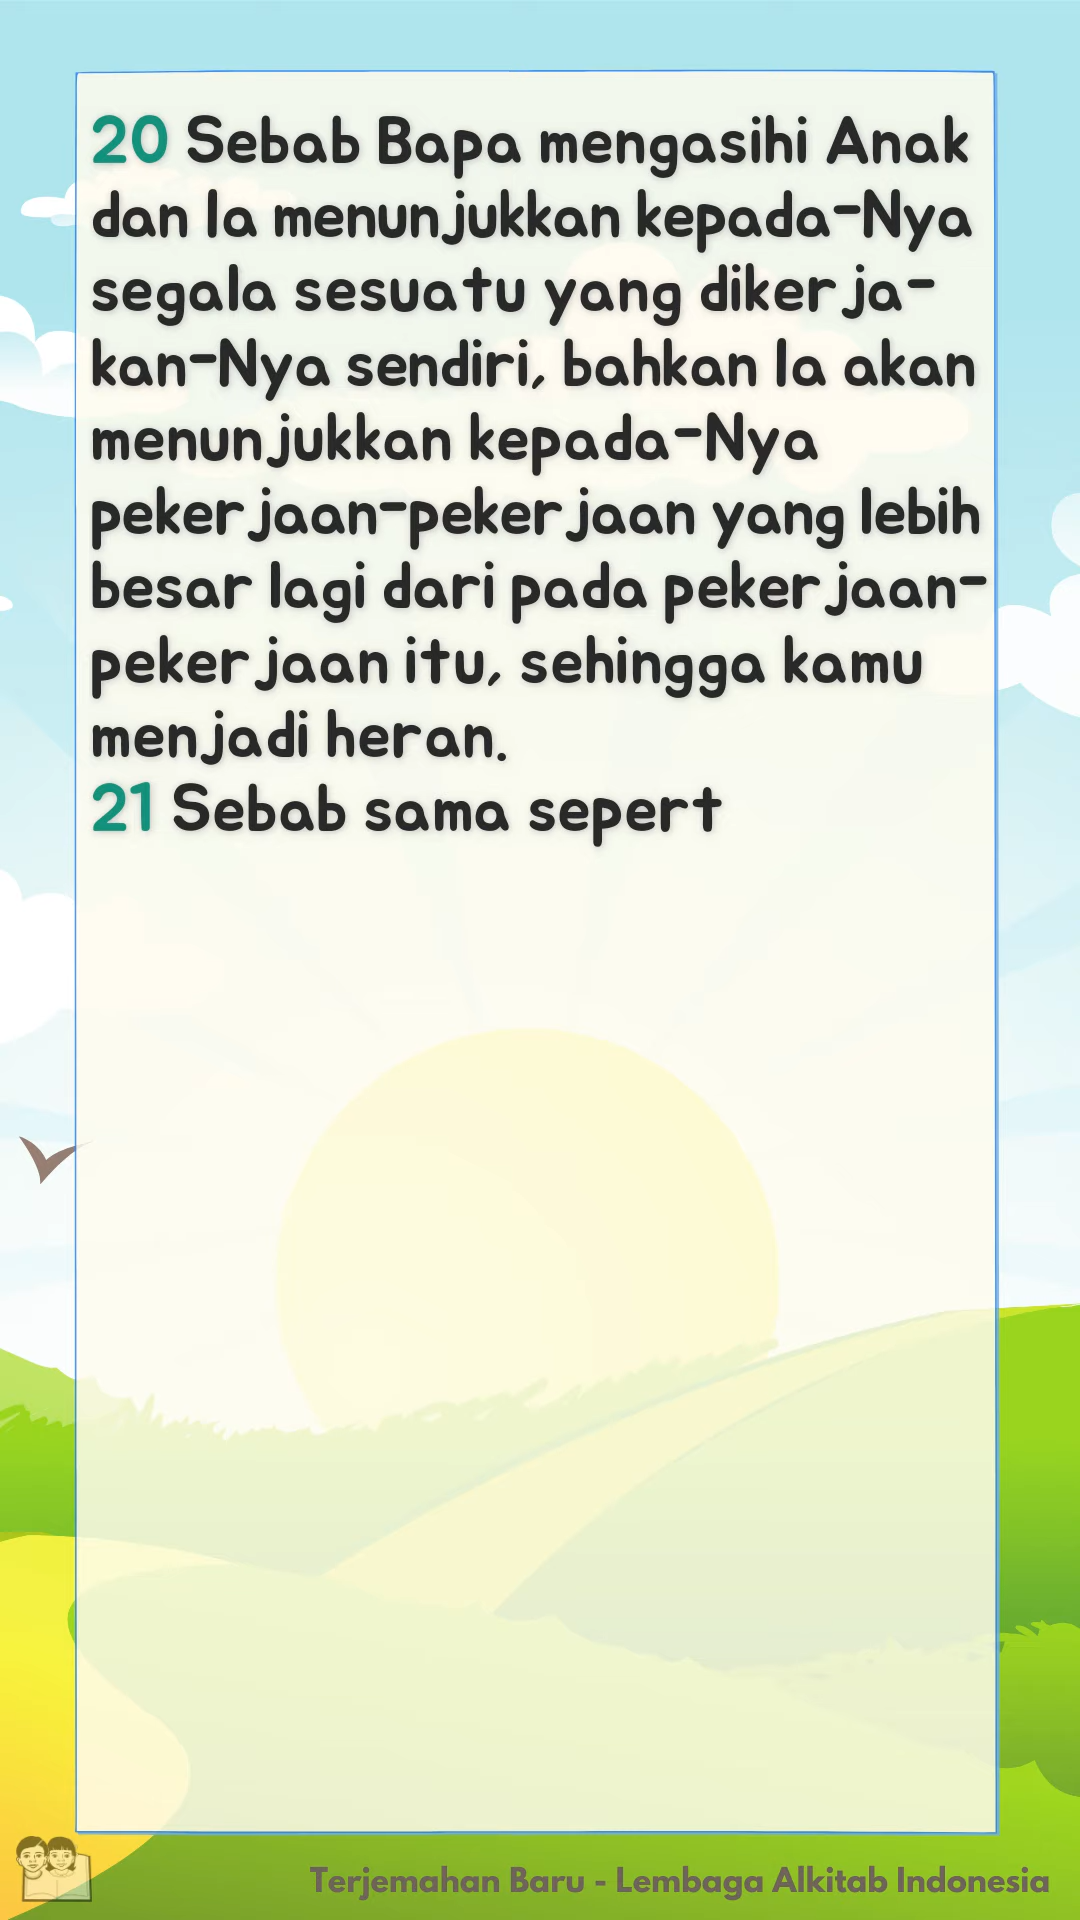 20 Sebab Bapa mengasihi Anak
dan Ia menunjukkan kepada-Nya
segala sesuatu yang dikerja-
kan-Nya sendiri, bahkan Ia akan
menunjukkan kepada-Nya
pekerjaan-pekerjaan yang lebih
besar lagi dari pada pekerjaan-
pekerjaan itu, sehingga kamu
menjadi heran.
21 Sebab sama sepert
Terjemahan Baru - Lembaga Alkitab Indonesia